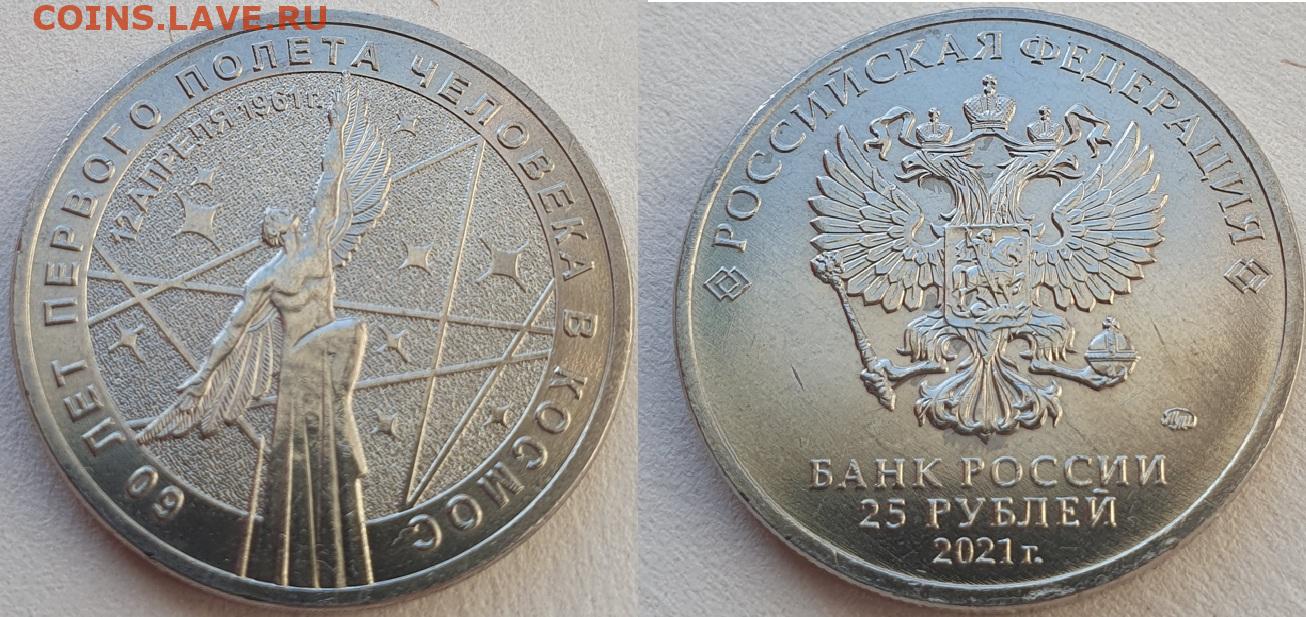 COINS.LAVE.RU
60 ЛЕТ ПЕРВОГО ПОЛЕТА ЧЕЛОВЕКА В КОСМОС
12 АПРЕЛЯ 1961 г.
РОССИЙСКАЯ ФЕДЕРАЦИЯ
БАНК РОССИИ
25 РУБЛЕЙ
2021 г.